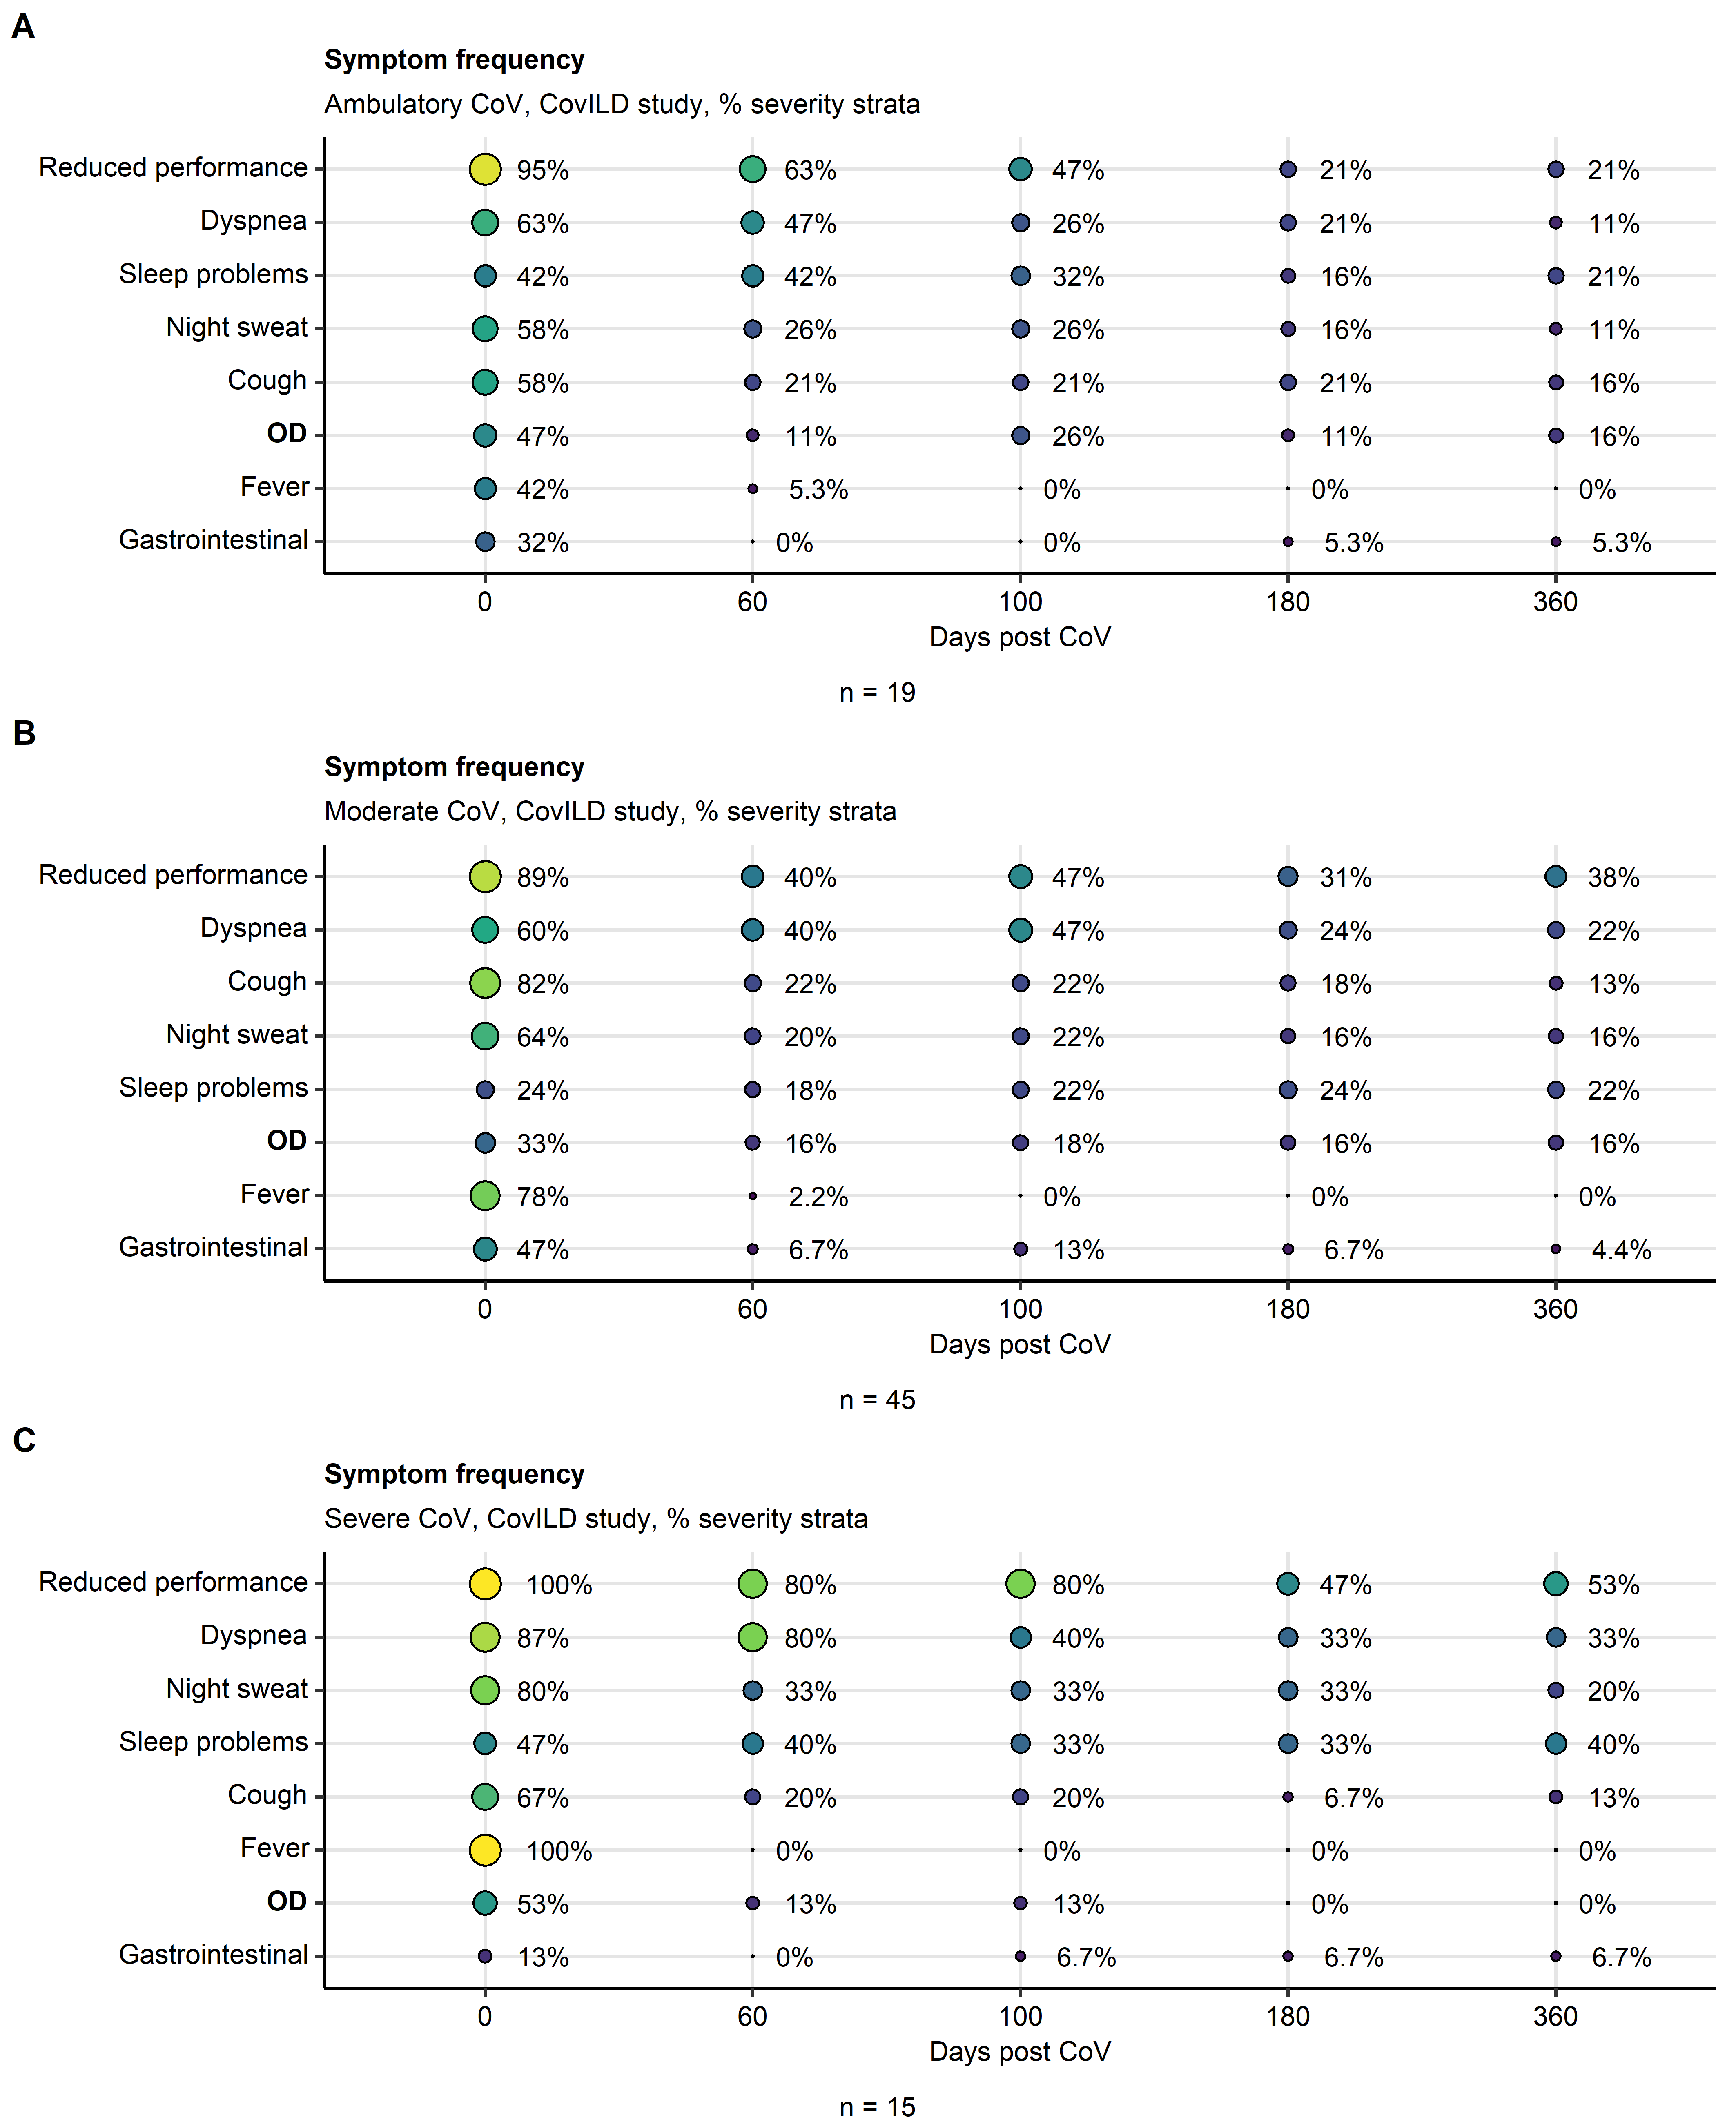 A
Symptom frequency
Ambulatory CoV, CovILD study, % severity strata
Reduced performance 95% 63% 47% 21% 21%
Dyspnea 63% 47% 26% 21% 11%
Sleep problems 42% 42% 32% 16% 21%
Night sweat 58% 26% 26% 16% 11%
Cough 58% 21% 21% 21% 16%
OD 47% 11% 26% 11% 16%
Fever 42% 5.3% 0% 0% 0%
Gastrointestinal 32% 0% 0% 5.3% 5.3%
0 60 100 180 360
Days post CoV
n = 19
B
Symptom frequency
Moderate CoV, CovILD study, % severity strata
Reduced performance 89% 40% 47% 31% 38%
Dyspnea 60% 40% 47% 24% 22%
Cough 82% 22% 22% 18% 13%
Night sweat 64% 20% 22% 16% 16%
Sleep problems 24% 18% 22% 24% 22%
OD 33% 16% 18% 16% 16%
Fever 78% 2.2% 0% 0% 0%
Gastrointestinal 47% 6.7% 13% 6.7% 4.4%
0 60 100 180 360
Days post CoV
n = 45
C
Symptom frequency
Severe CoV, CovILD study, % severity strata
Reduced performance 100% 80% 80% 47% 53%
Dyspnea 87% 80% 40% 33% 33%
Night sweat 80% 33% 33% 33% 20%
Sleep problems 47% 40% 33% 33% 40%
Cough 67% 20% 20% 6.7% 13%
Fever 100% 0% 0% 0% 0%
OD 53% 13% 13% 0% 0%
Gastrointestinal 13% 0% 6.7% 6.7% 6.7%
0 60 100 180 360
Days post CoV
n = 15